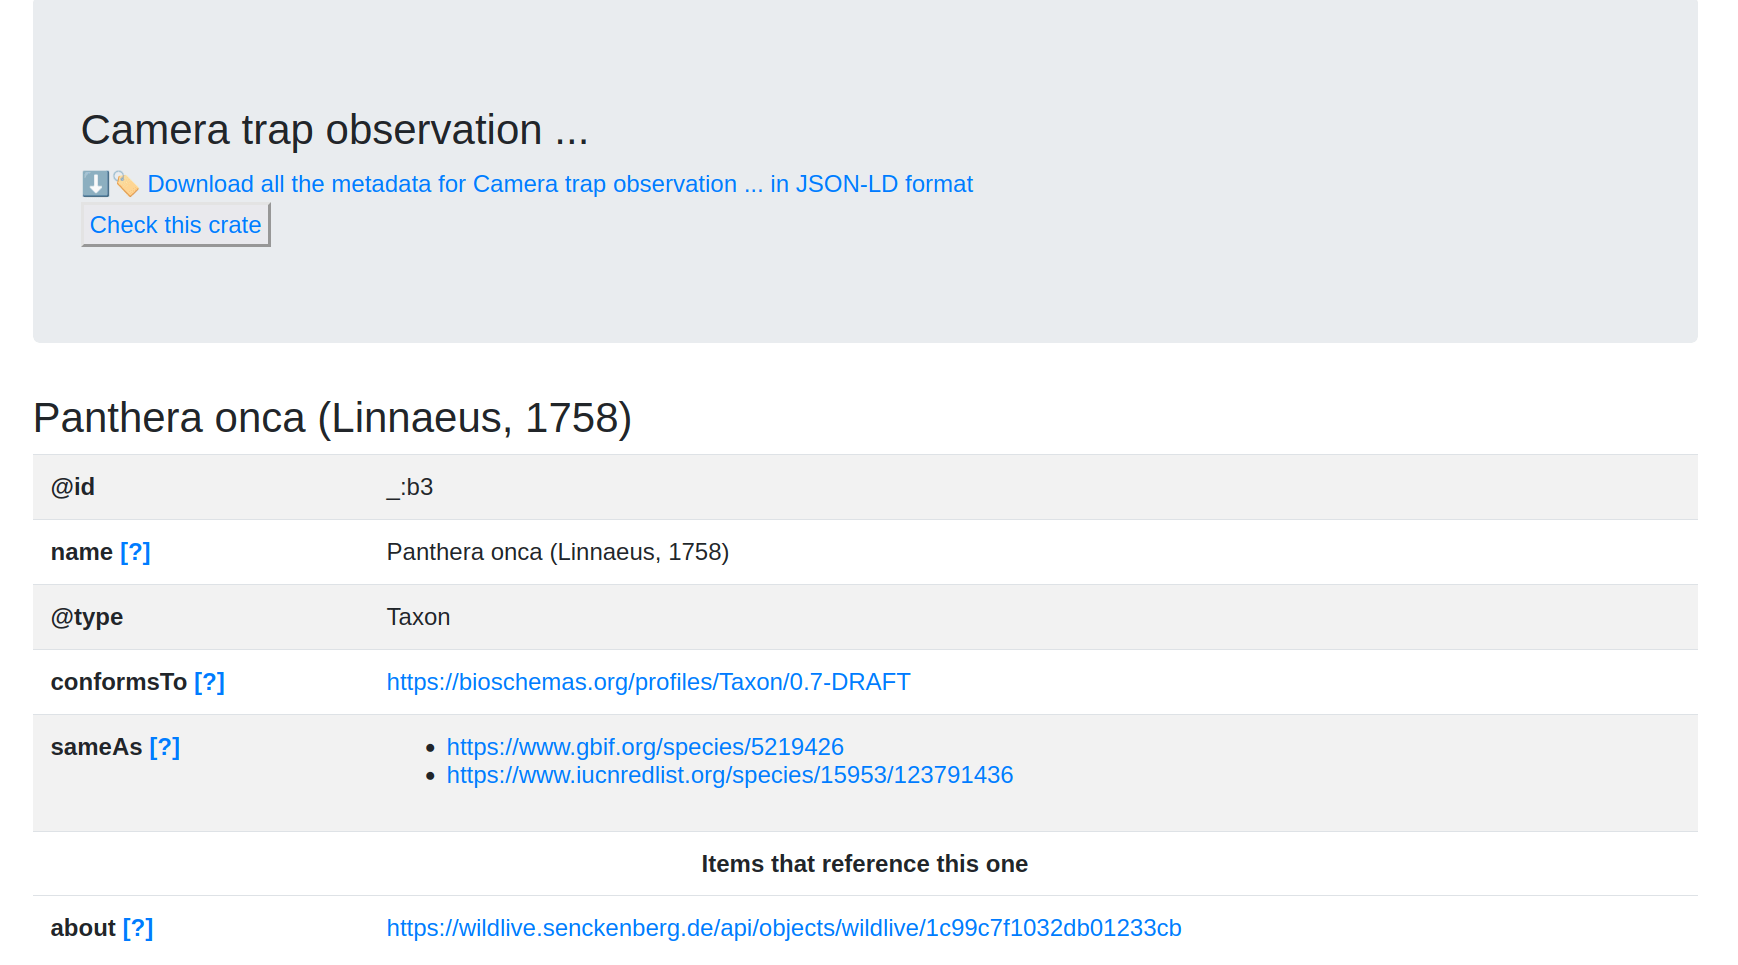 Camera trap observation ...
⬇️🏷️ Download all the metadata for Camera trap observation ... in JSON-LD format
Check this crate
Panthera onca (Linnaeus, 1758)
@id _:b3
name [?] Panthera onca (Linnaeus, 1758)
@type Taxon
conformsTo [?] https://bioschemas.org/profiles/Taxon/0.7-DRAFT
sameAs [?] • https://www.gbif.org/species/5219426
• https://www.iucnredlist.org/species/15953/123791436
Items that reference this one
about [?] https://wildlive.senckenberg.de/api/objects/wildlive/1c99c7f1032db01233cb